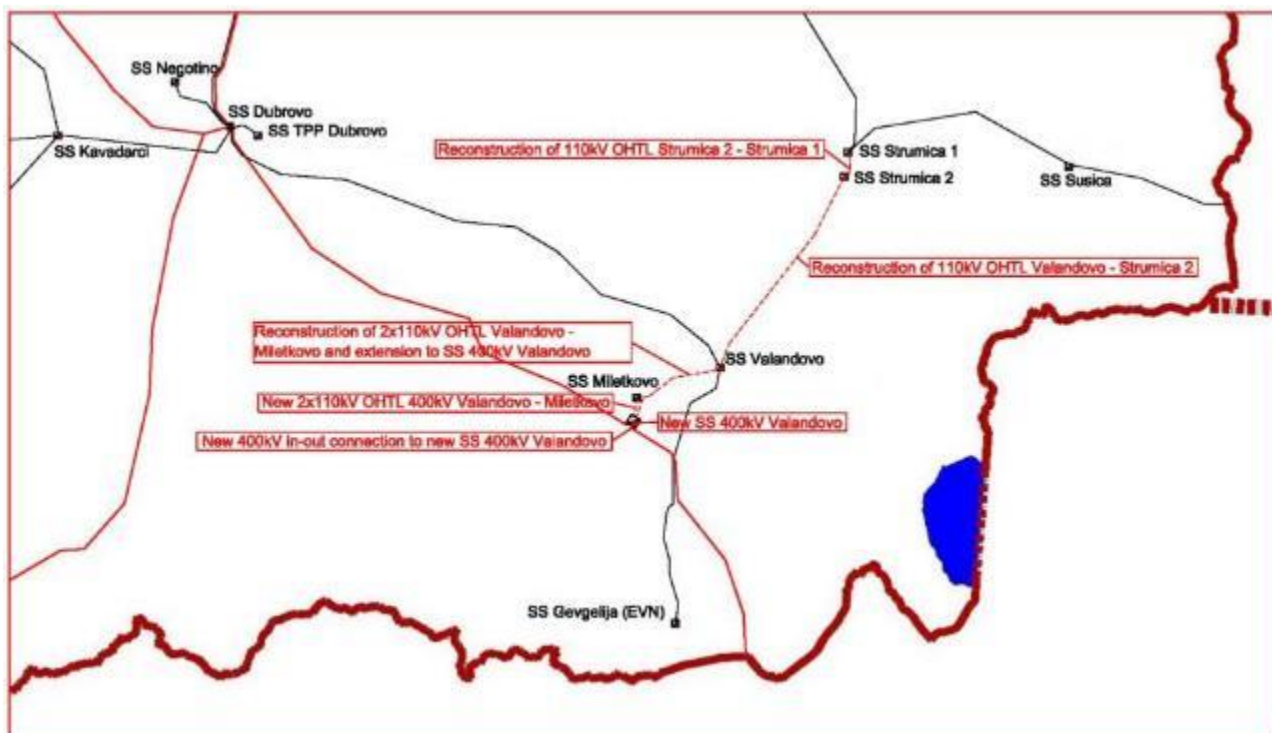 SS Negotino
SS Dubrovo
SS TPP Dubrovo
SS Kavadarci
Reconstruction of 110kV OHTL Strumica 2 - Strumica 1
SS Strumica 1
SS Strumica 2
SS Susica
Reconstruction of 110kV OHTL Valandovo - Strumica 2
Reconstruction of 2x110kV OHTL Valandovo -
Miletkovo and extension to SS 400kV Valandovo
SS Valandovo
SS Miletkovo
New 2x110kV OHTL 400kV Valandovo - Miletkovo
New SS 400kV Valandovo
New 400kV in-out connection to new SS 400kV Valandovo
SS Gevgelija (EVN)